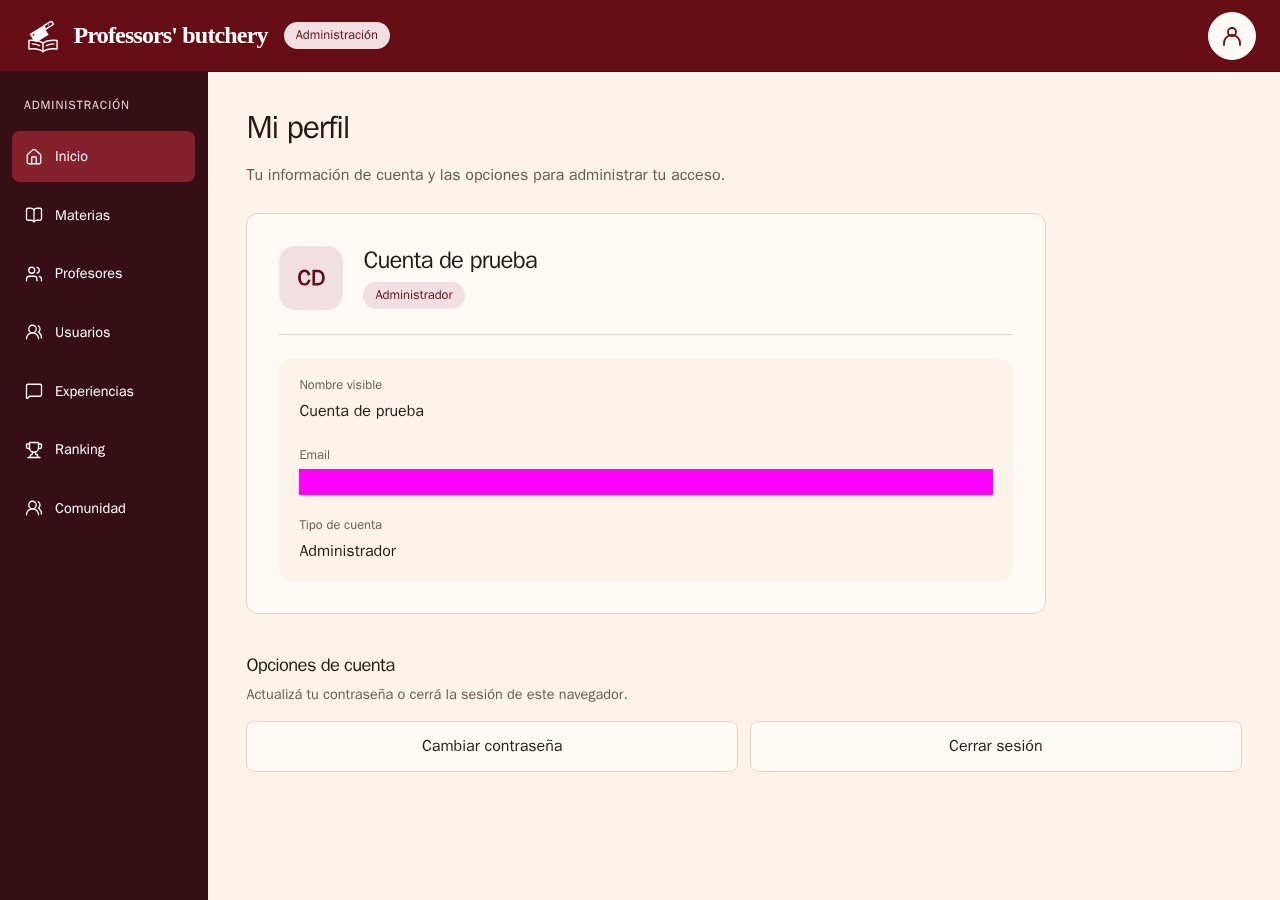 Professors' butchery
Administración
ADMINISTRACIÓN
Inicio
Materias
Profesores
Usuarios
Experiencias
Ranking
Comunidad
Mi perfil
Tu información de cuenta y las opciones para administrar tu acceso.
CD
Cuenta de prueba
Administrador
Nombre visible
Cuenta de prueba
Email
Tipo de cuenta
Administrador
Opciones de cuenta
Actualizá tu contraseña o cerrá la sesión de este navegador.
Cambiar contraseña
Cerrar sesión